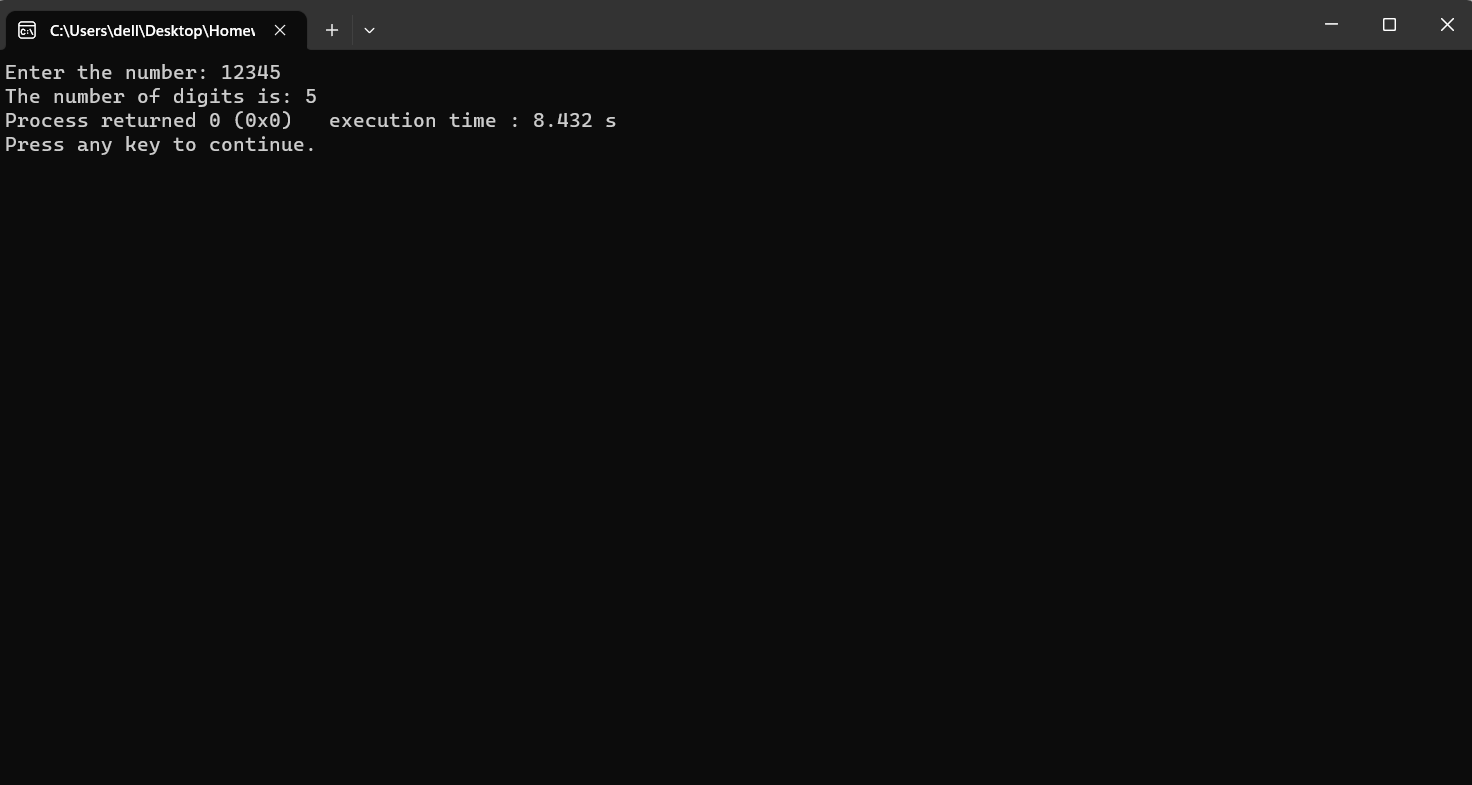 C:\Users\dell\Desktop\Homew
Enter the number: 12345
The number of digits is: 5
Process returned 0 (0x0)   execution time : 8.432 s
Press any key to continue.